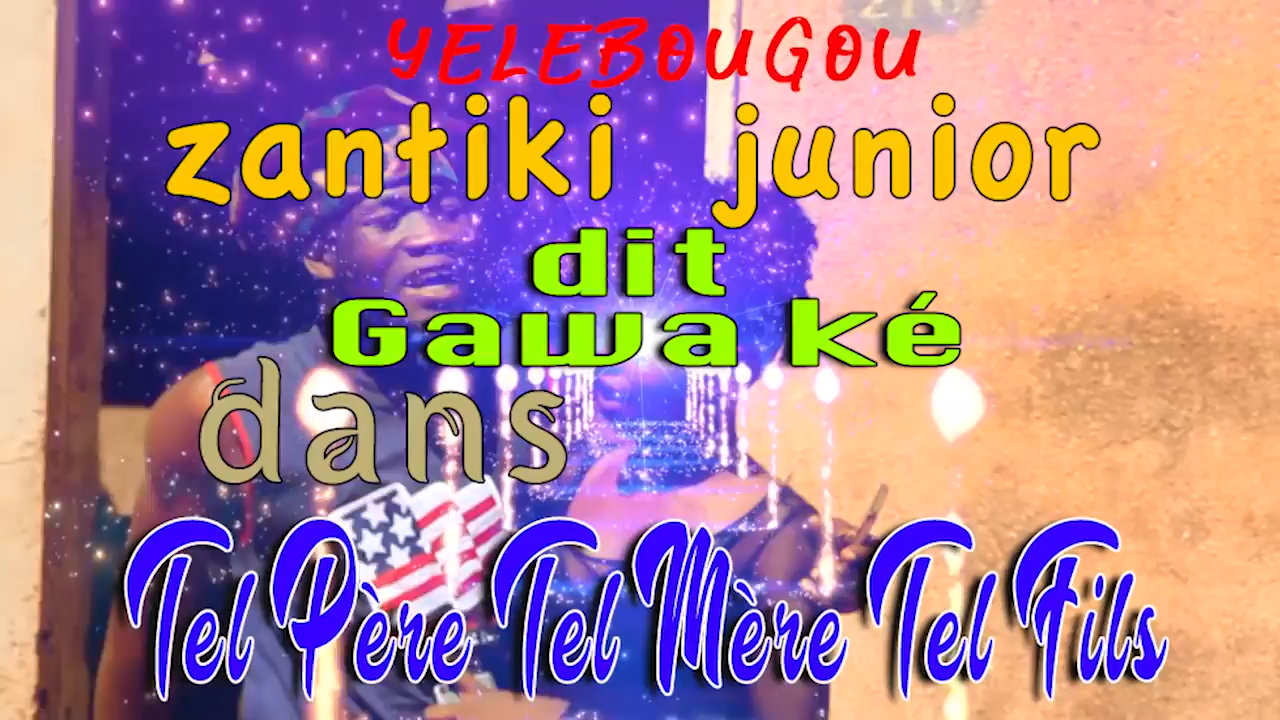 YELEBOUGOU
zantiki junior
dit
Gawa ké
dans
Tel Père Tel Mère Tel Fils